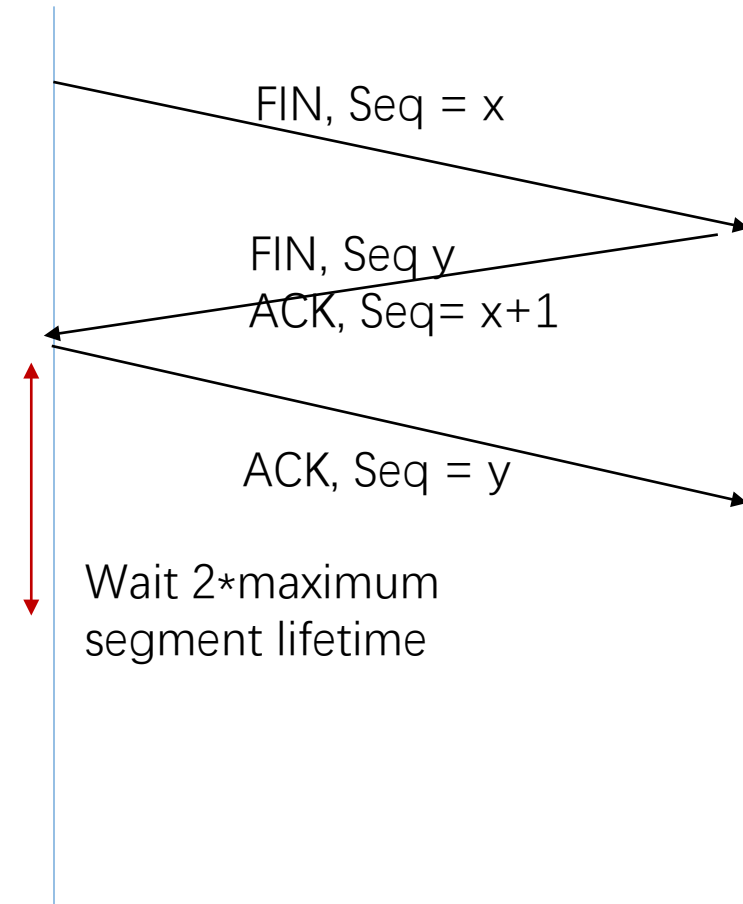 FIN, Seq = x
FIN, Seq y
ACK, Seq= x+1
ACK, Seq = y
Wait 2*maximum
segment lifetime